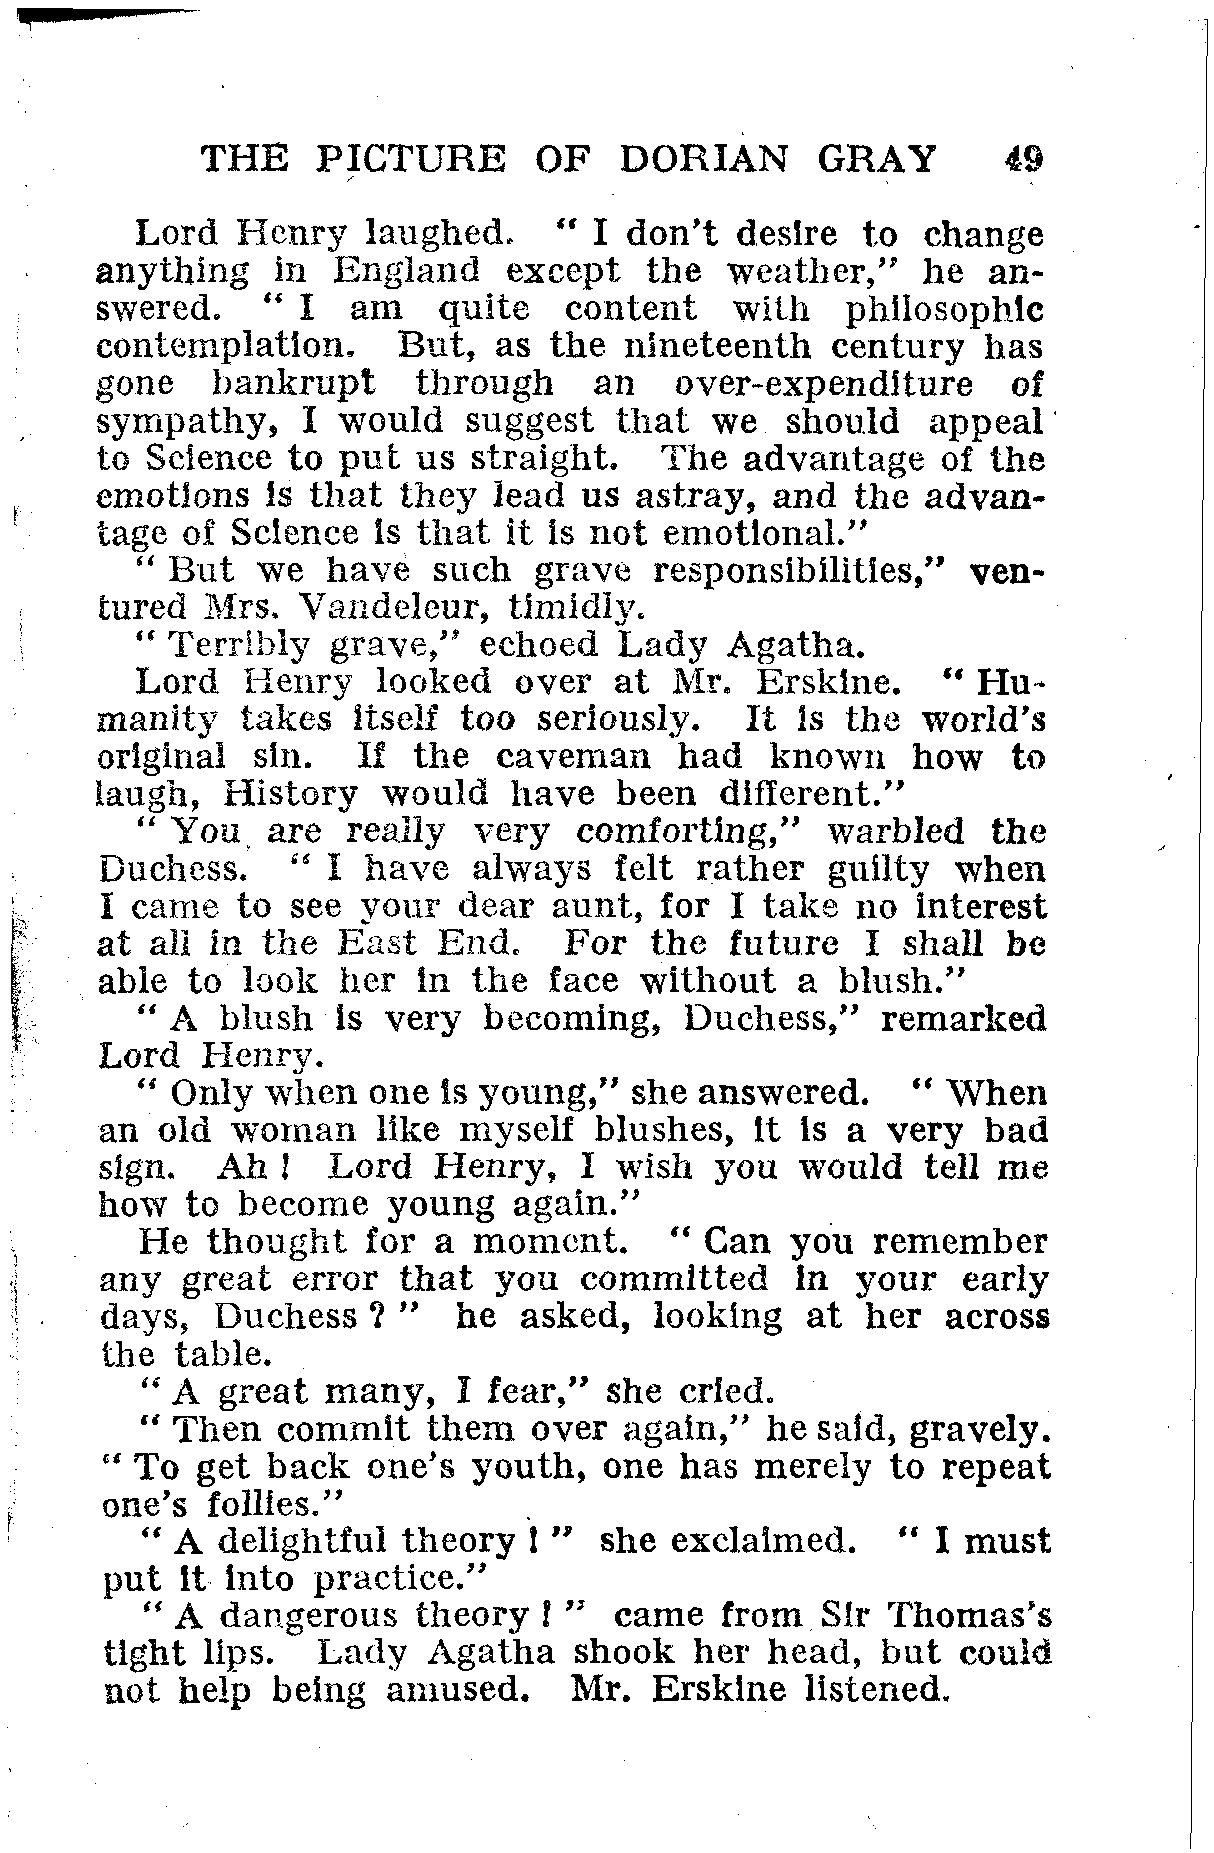 THE PICTURE OF DORIAN GRAY 49
Lord Henry laughed. " I don't desire to change
anything in England except the weather," he an-
swered. " I am quite content with philosophic
contemplation. But, as the nineteenth century has
gone bankrupt through an over-expenditure of
sympathy, I would suggest that we should appeal
to Science to put us straight. The advantage of the
emotions is that they lead us astray, and the advan-
tage of Science is that it is not emotional."
" But we have such grave responsibilities," ven-
tured Mrs. Vandeleur, timidly.
" Terribly grave," echoed Lady Agatha.
Lord Henry looked over at Mr. Erskine. " Hu-
manity takes itself too seriously. It is the world's
original sin. If the caveman had known how to
laugh, History would have been different."
" You are really very comforting," warbled the
Duchess. " I have always felt rather guilty when
I came to see your dear aunt, for I take no interest
at all in the East End. For the future I shall be
able to look her in the face without a blush."
" A blush is very becoming, Duchess," remarked
Lord Henry.
" Only when one is young," she answered. " When
an old woman like myself blushes, it is a very bad
sign. Ah ! Lord Henry, I wish you would tell me
how to become young again."
He thought for a moment. " Can you remember
any great error that you committed in your early
days, Duchess ? " he asked, looking at her across
the table.
" A great many, I fear," she cried.
" Then commit them over again," he said, gravely.
" To get back one's youth, one has merely to repeat
one's follies."
" A delightful theory ! " she exclaimed. " I must
put it into practice."
" A dangerous theory ! " came from Sir Thomas's
tight lips. Lady Agatha shook her head, but could
not help being amused. Mr. Erskine listened.